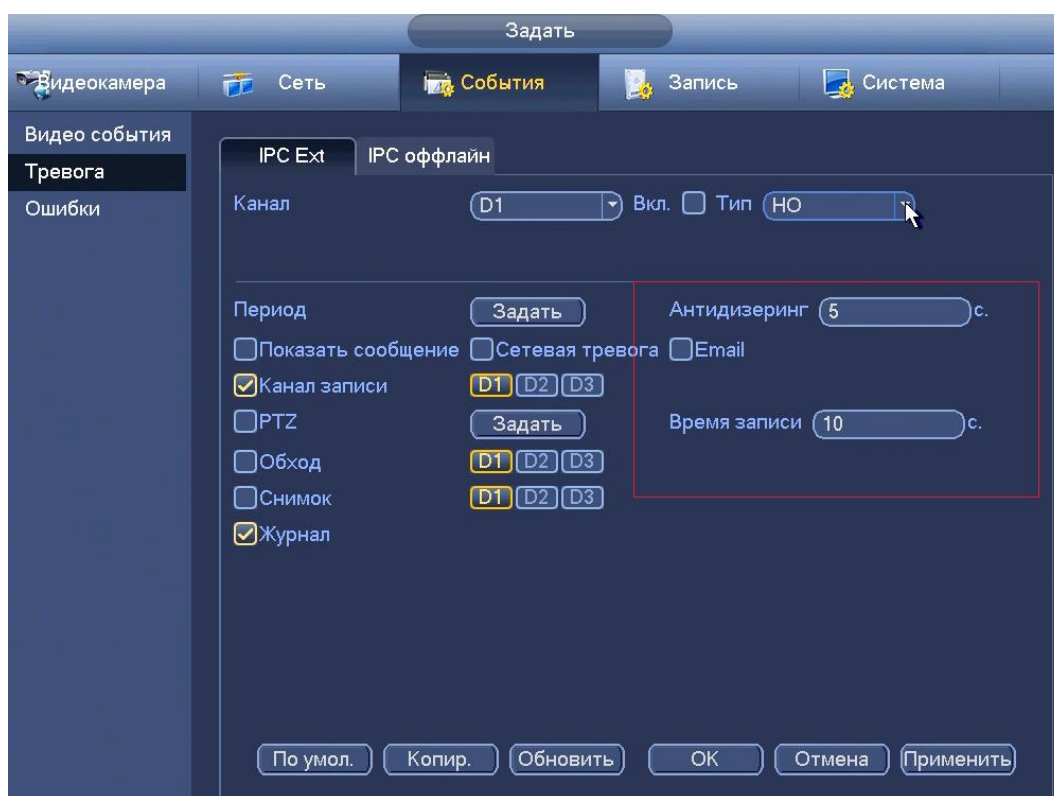 Задать
Видеокамера Сеть События Запись Система
Видео события
Тревога
Ошибки
IPC Ext IPC оффлайн
Канал D1 Вкл. Тип НО
Период Задать Антидизеринг 5 с.
Показать сообщение Сетевая тревога Email
Канал записи D1 D2 D3
PTZ Задать Время записи 10 с.
Обход D1 D2 D3
Снимок D1 D2 D3
Журнал
По умол. Копир. Обновить OK Отмена Применить